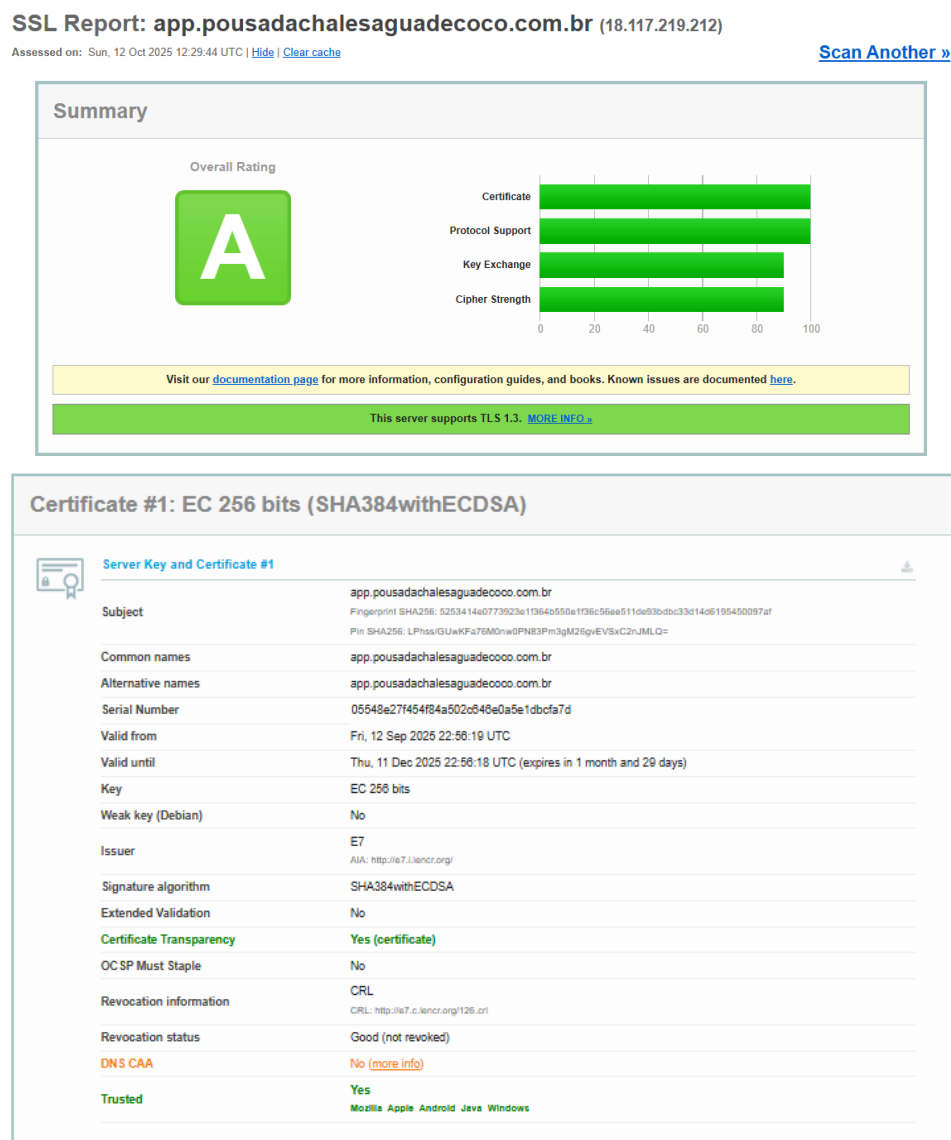 SSL Report: app.pousadachalesaguadecoco.com.br (18.117.219.212)
Assessed on: Sun, 12 Oct 2025 12:29:44 UTC | Hide | Clear cache
Scan Another »
Summary
Overall Rating
A
Certificate
Protocol Support
Key Exchange
Cipher Strength
0 20 40 60 80 100
Visit our documentation page for more information, configuration guides, and books. Known issues are documented here.
This server supports TLS 1.3. MORE INFO »
Certificate #1: EC 256 bits (SHA384withECDSA)
Server Key and Certificate #1
Subject
app.pousadachalesaguadecoco.com.br
Fingerprint SHA256: 5253414e0773923e1f364b550e1f36c56ee511de93bdbc33d14d6195450097af
Pin SHA256: LPhss/GUwKFa76M0nw0PN83Pm3gM26gvEVSxC2nJMLQ=
Common names app.pousadachalesaguadecoco.com.br
Alternative names app.pousadachalesaguadecoco.com.br
Serial Number 05548e27f454f84a502c646e0a5e1dbcfa7d
Valid from Fri, 12 Sep 2025 22:56:19 UTC
Valid until Thu, 11 Dec 2025 22:56:18 UTC (expires in 1 month and 29 days)
Key EC 256 bits
Weak key (Debian) No
Issuer
E7
AIA: http://e7.i.lencr.org/
Signature algorithm SHA384withECDSA
Extended Validation No
Certificate Transparency Yes (certificate)
OCSP Must Staple No
Revocation information
CRL
CRL: http://e7.c.lencr.org/126.crl
Revocation status Good (not revoked)
DNS CAA No (more info)
Trusted
Yes
Mozilla Apple Android Java Windows